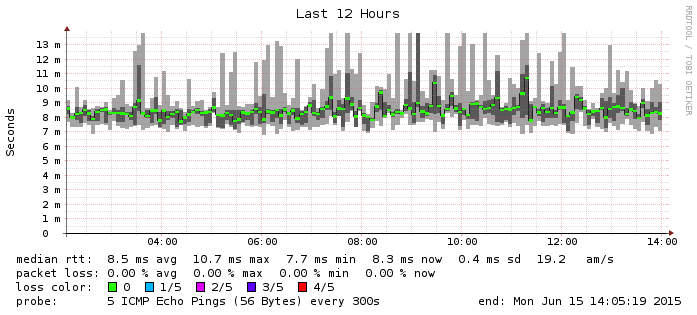 Last 12 Hours
RRDTOOL / TOBI OETIKER
Seconds
13 m
12 m
11 m
10 m
9 m
8 m
7 m
6 m
5 m
4 m
3 m
2 m
1 m
0
04:00 06:00 08:00 10:00 12:00 14:00
median rtt: 8.5 ms avg 10.7 ms max 7.7 ms min 8.3 ms now 0.4 ms sd 19.2 am/s
packet loss: 0.00 % avg 0.00 % max 0.00 % min 0.00 % now
loss color: 0 1/5 2/5 3/5 4/5
probe: 5 ICMP Echo Pings (56 Bytes) every 300s end: Mon Jun 15 14:05:19 2015